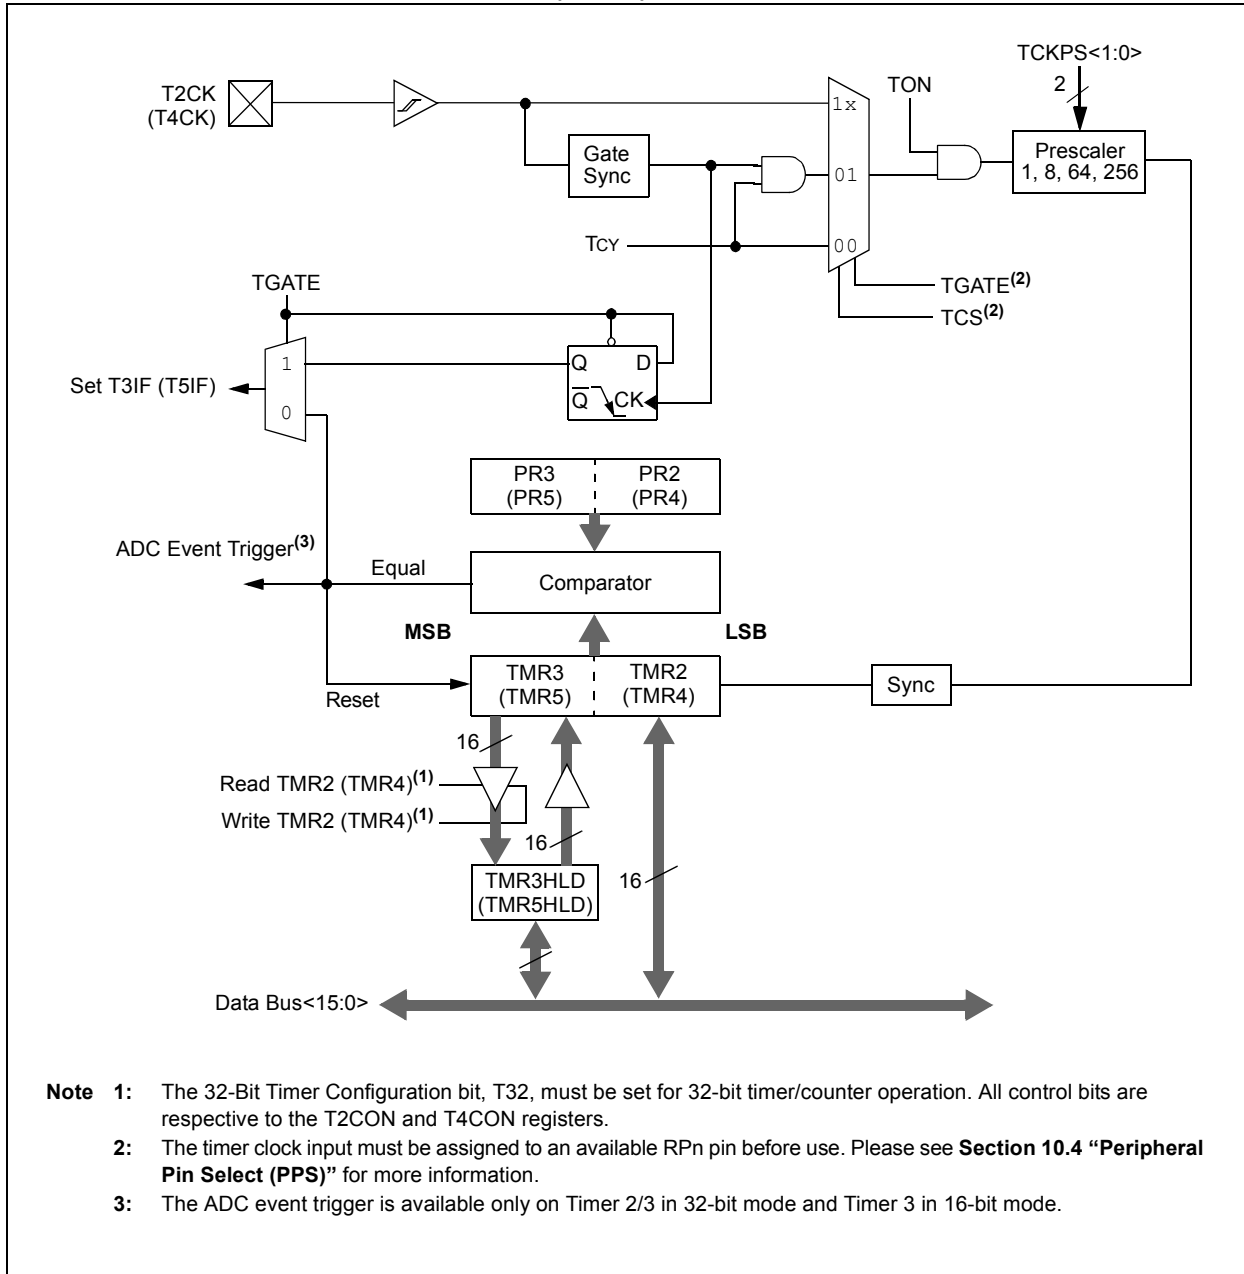 TCKPS<1:0>
2
T2CK
(T4CK)
TON
1x
Gate
Sync
Prescaler
1, 8, 64, 256
01
TCY
00
TGATE(2)
TCS(2)
TGATE
1
Q D
Set T3IF (T5IF)
Q CK
0
PR3 PR2
(PR5) (PR4)
ADC Event Trigger(3)
Equal
Comparator
MSB LSB
TMR3 TMR2
(TMR5) (TMR4)
Sync
Reset
16
Read TMR2 (TMR4)(1)
Write TMR2 (TMR4)(1)
16
TMR3HLD
(TMR5HLD)
16
Data Bus<15:0>
Note 1: The 32-Bit Timer Configuration bit, T32, must be set for 32-bit timer/counter operation. All control bits are
respective to the T2CON and T4CON registers.
2: The timer clock input must be assigned to an available RPn pin before use. Please see Section 10.4 “Peripheral
Pin Select (PPS)” for more information.
3: The ADC event trigger is available only on Timer 2/3 in 32-bit mode and Timer 3 in 16-bit mode.